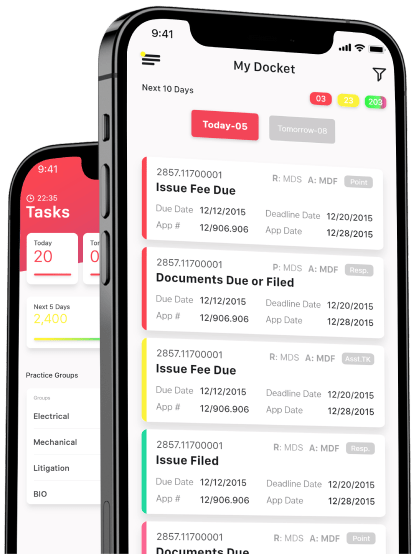 9:41
My Docket
Next 10 Days
03
33
203
Today-05
Tomorrow-08
2857.11700001
R: MDS A: MDF Point
Issue Fee Due
Due Date 12/12/2015 Deadline Date 12/20/2015
App # 12/906.906 App Date 12/28/2015
2857.11700001
P: MDS A: MDF Resp.
Documents Due or Filed
Due Date 12/12/2015 Deadline Date 12/20/2015
App # 12/906.906 App Date 12/28/2015
2857.11700001
R: MDS A: MDF Asst.TK
Issue Fee Due
Due Date 12/12/2015 Deadline Date 12/20/2015
App # 12/906.906 App Date 12/28/2015
2857.11700001
R: MDS A: MDF Resp.
Issue Filed
Due Date 12/12/2015 Deadline Date 12/20/2015
App # 12/906.906 App Date 12/28/2015
2857.11700001
R: MDS A: MDF Point
Documents Due
9:41
22:35
Tasks
Today
20
Next 5 Days
2,400
Practice Groups
Groups
Electrical
Mechanical
Litigation
BIO